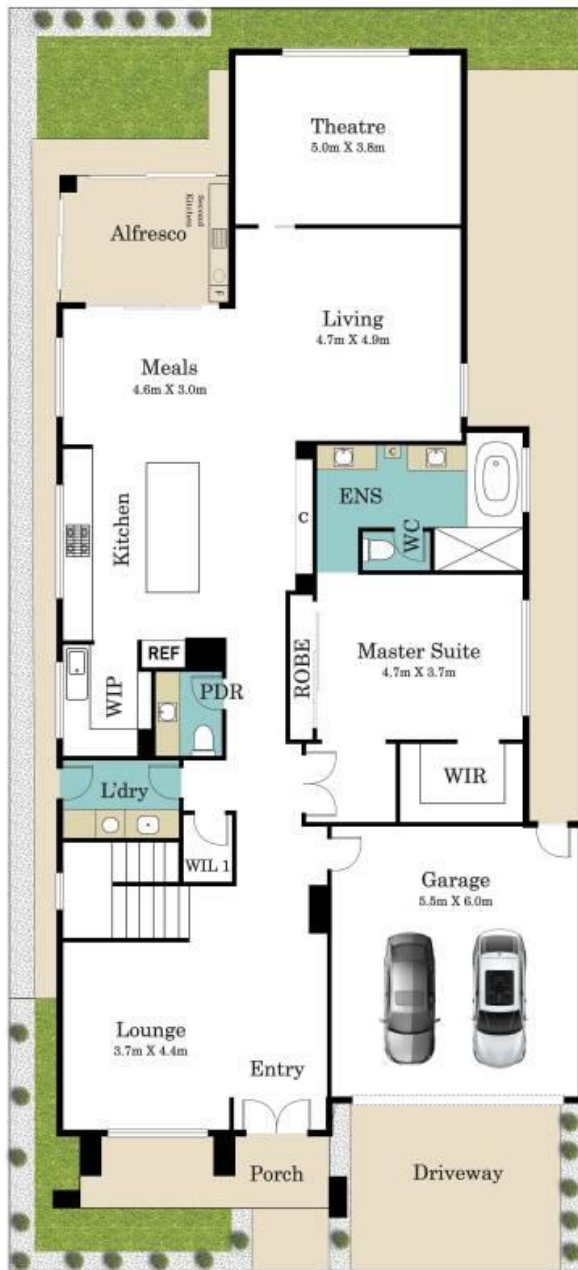 Theatre
5.0m X 3.8m
Second
Kitchen
Alfresco
F
Living
4.7m X 4.9m
Meals
4.6m X 3.0m
C
ENS
WC
C
Kitchen
REF
Master Suite
4.7m X 3.7m
ROBE
PDR
WIP
WIR
L'dry
WIL 1
Garage
5.5m X 6.0m
Lounge
3.7m X 4.4m
Entry
Porch
Driveway